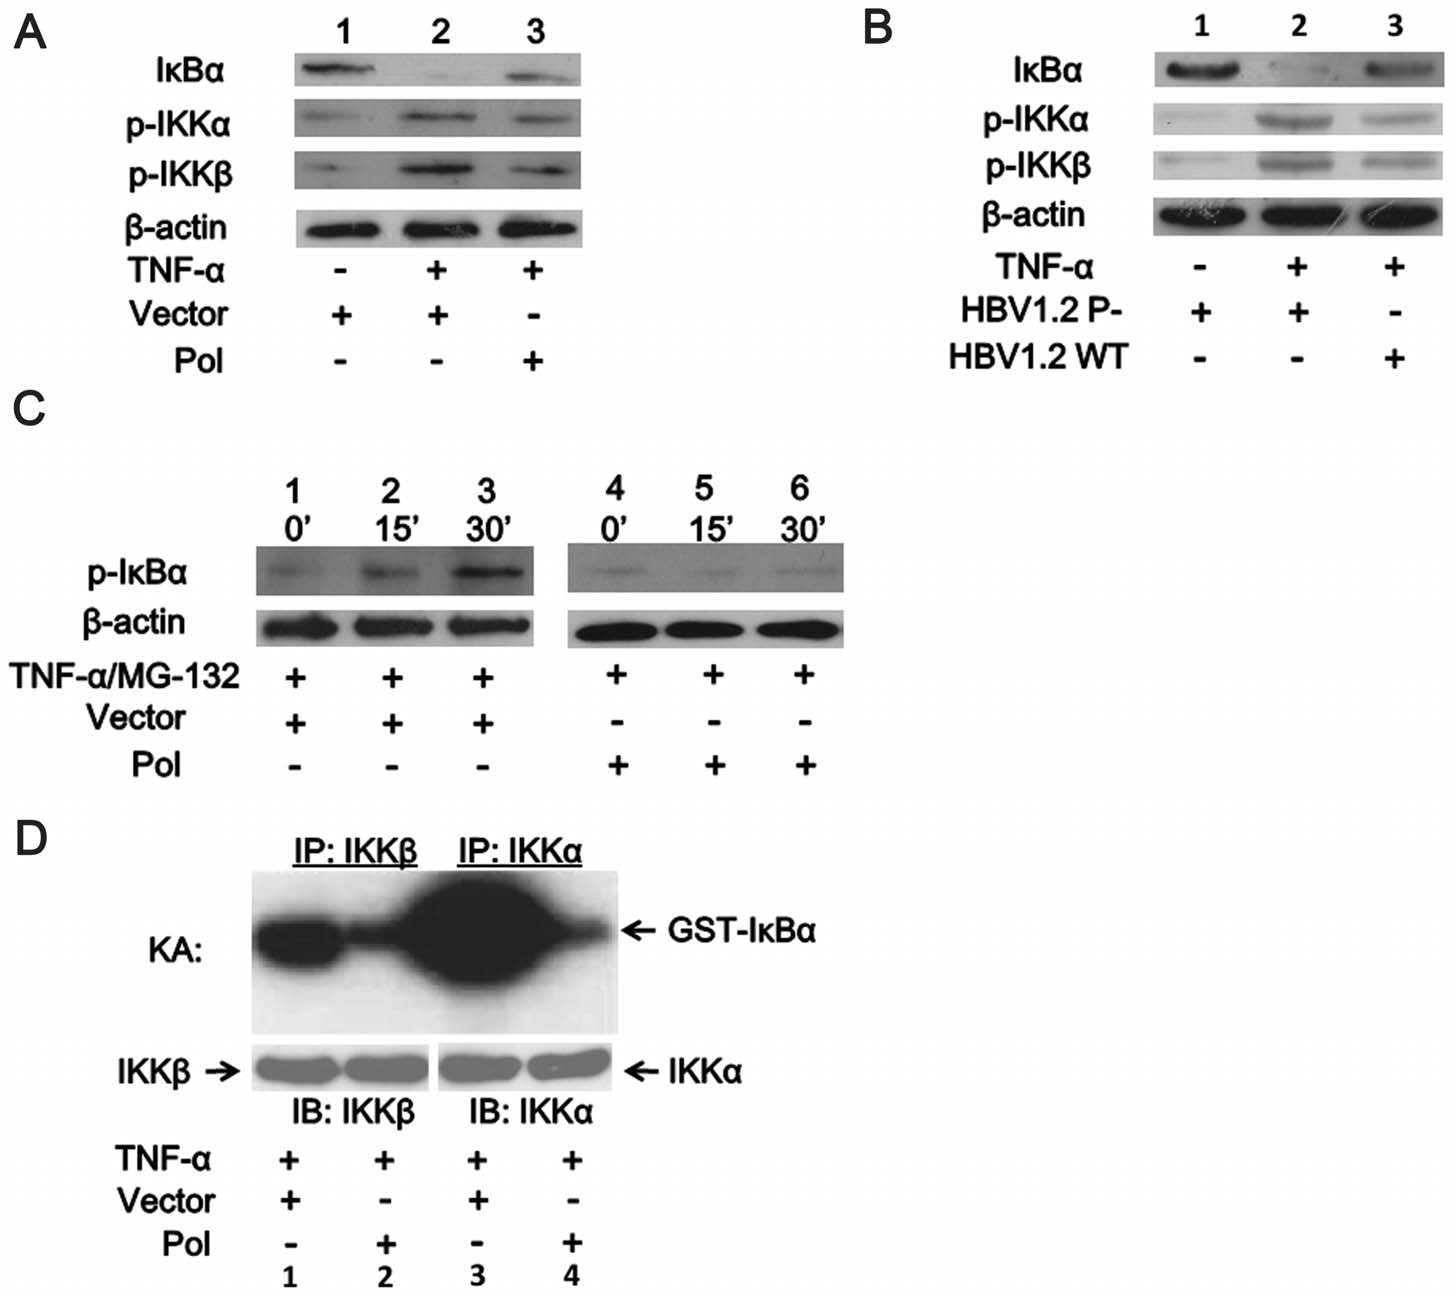 A
1 2 3
IκBα
p-IKKα
p-IKKβ
β-actin
TNF-α - + +
Vector + + -
Pol - - +
B
1 2 3
IκBα
p-IKKα
p-IKKβ
β-actin
TNF-α - + +
HBV1.2 P- + + -
HBV1.2 WT - - +
C
1 2 3 4 5 6
0’ 15’ 30’ 0’ 15’ 30’
p-IκBα
β-actin
TNF-α/MG-132 + + + + + +
Vector + + + - - -
Pol - - - + + +
D
IP: IKKβ IP: IKKα
KA: ← GST-IκBα
IKKβ → ← IKKα
IB: IKKβ IB: IKKα
TNF-α + + + +
Vector + - + -
Pol - + - +
1 2 3 4